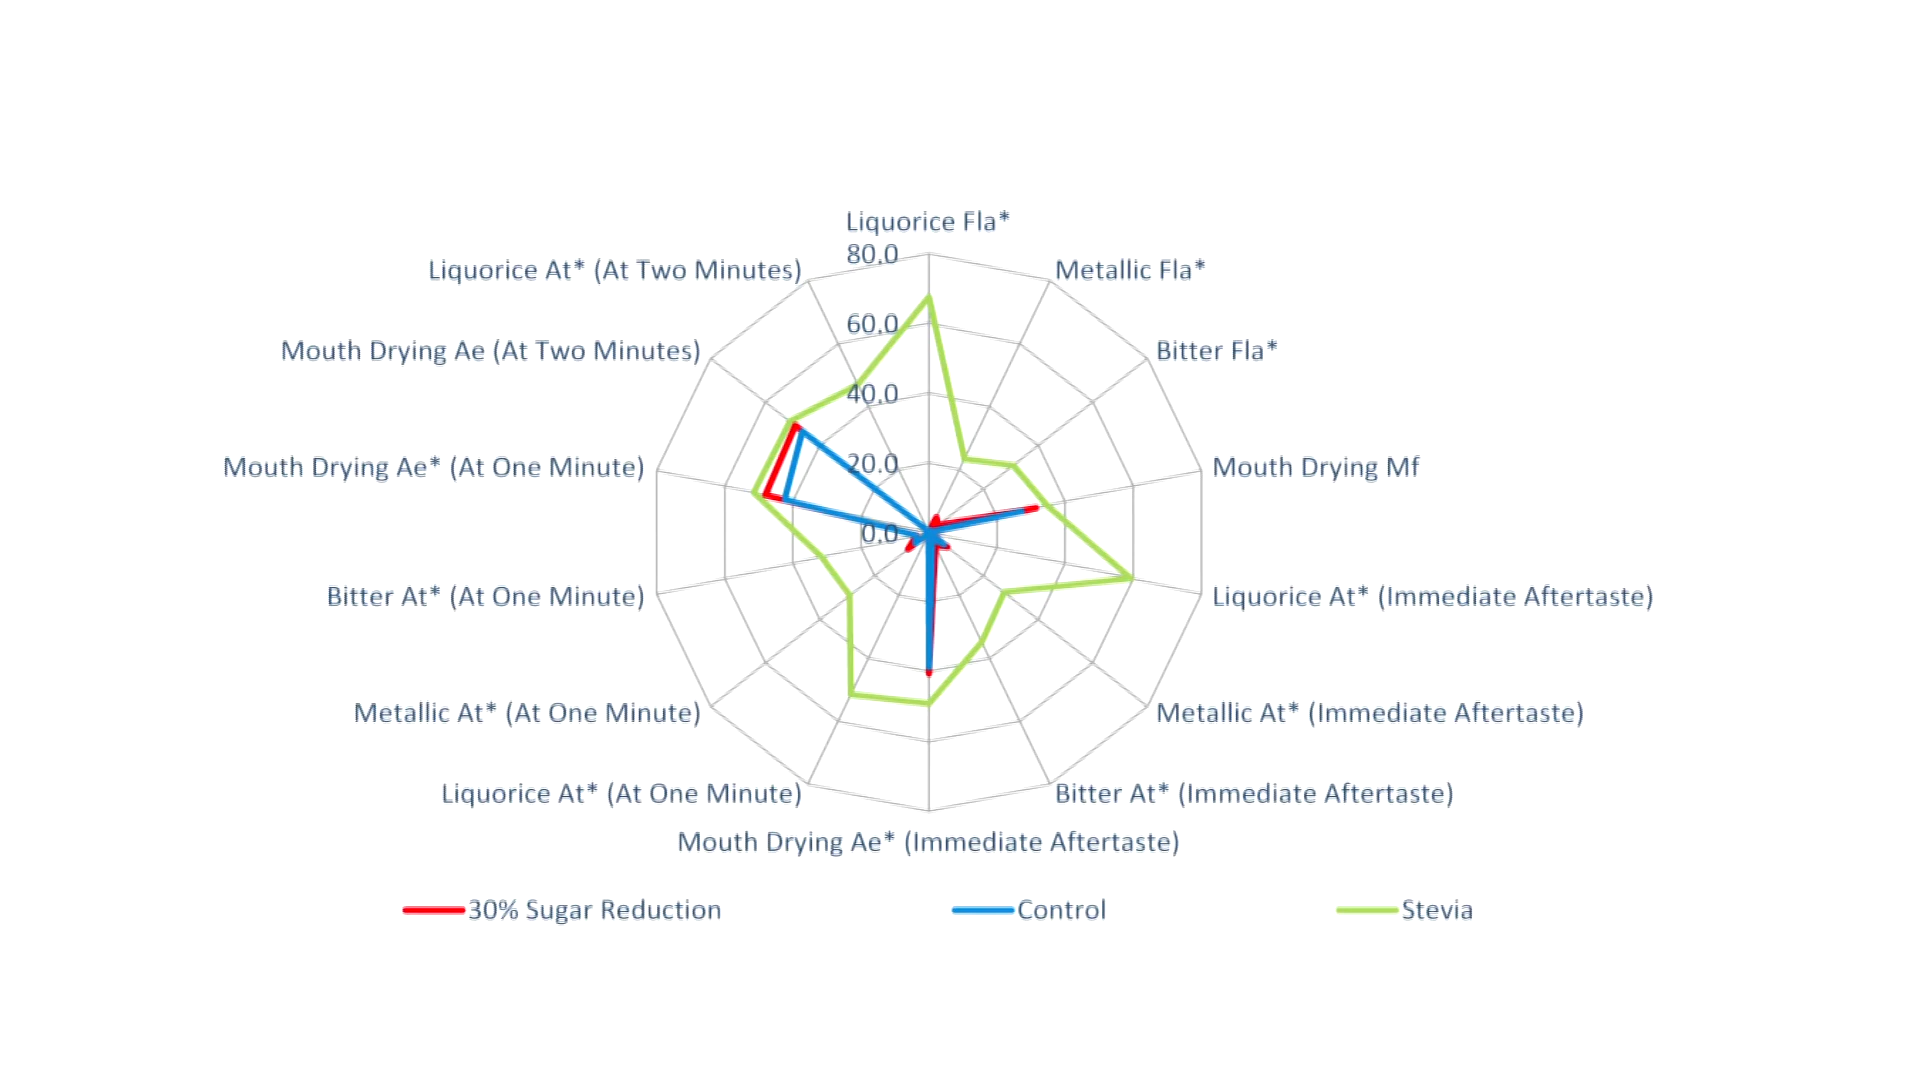 Liquorice Fla*
80.0
Liquorice At* (At Two Minutes)
Metallic Fla*
60.0
Mouth Drying Ae (At Two Minutes)
Bitter Fla*
40.0
Mouth Drying Ae* (At One Minute)
20.0
Mouth Drying Mf
0.0
Bitter At* (At One Minute)
Liquorice At* (Immediate Aftertaste)
Metallic At* (At One Minute)
Metallic At* (Immediate Aftertaste)
Liquorice At* (At One Minute)
Bitter At* (Immediate Aftertaste)
Mouth Drying Ae* (Immediate Aftertaste)
30% Sugar Reduction
Control
Stevia